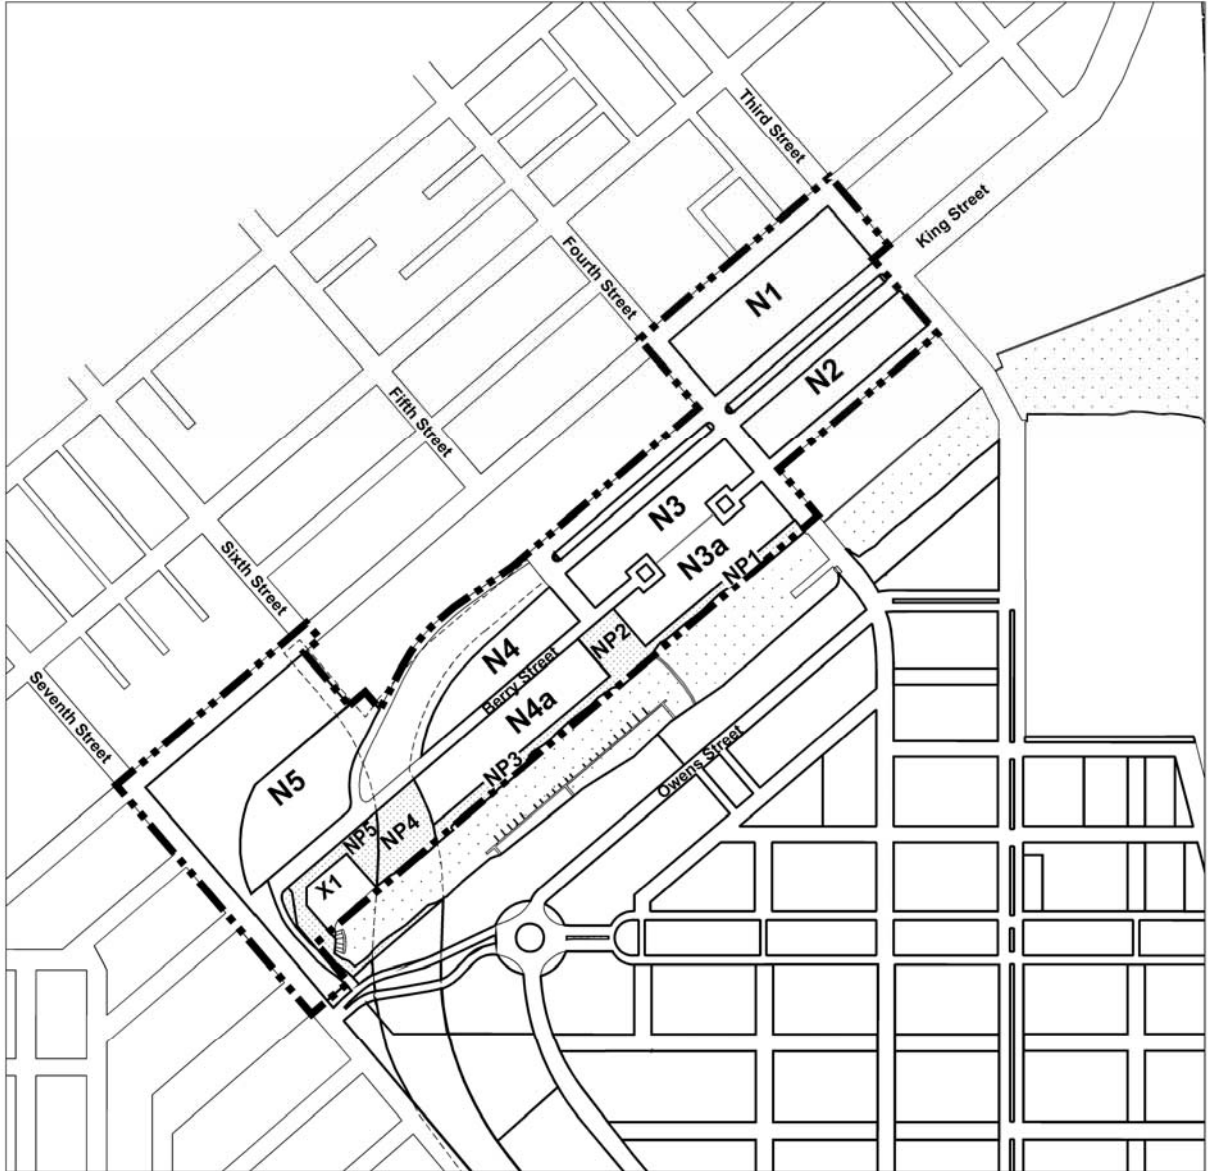 Third Street
King Street
Fourth Street
N1
N2
Fifth Street
N3
N3a
NP1
Sixth Street
N4
NP2
Berry Street
N4a
Seventh Street
NP3
Owens Street
N5
NP5
NP4
X1